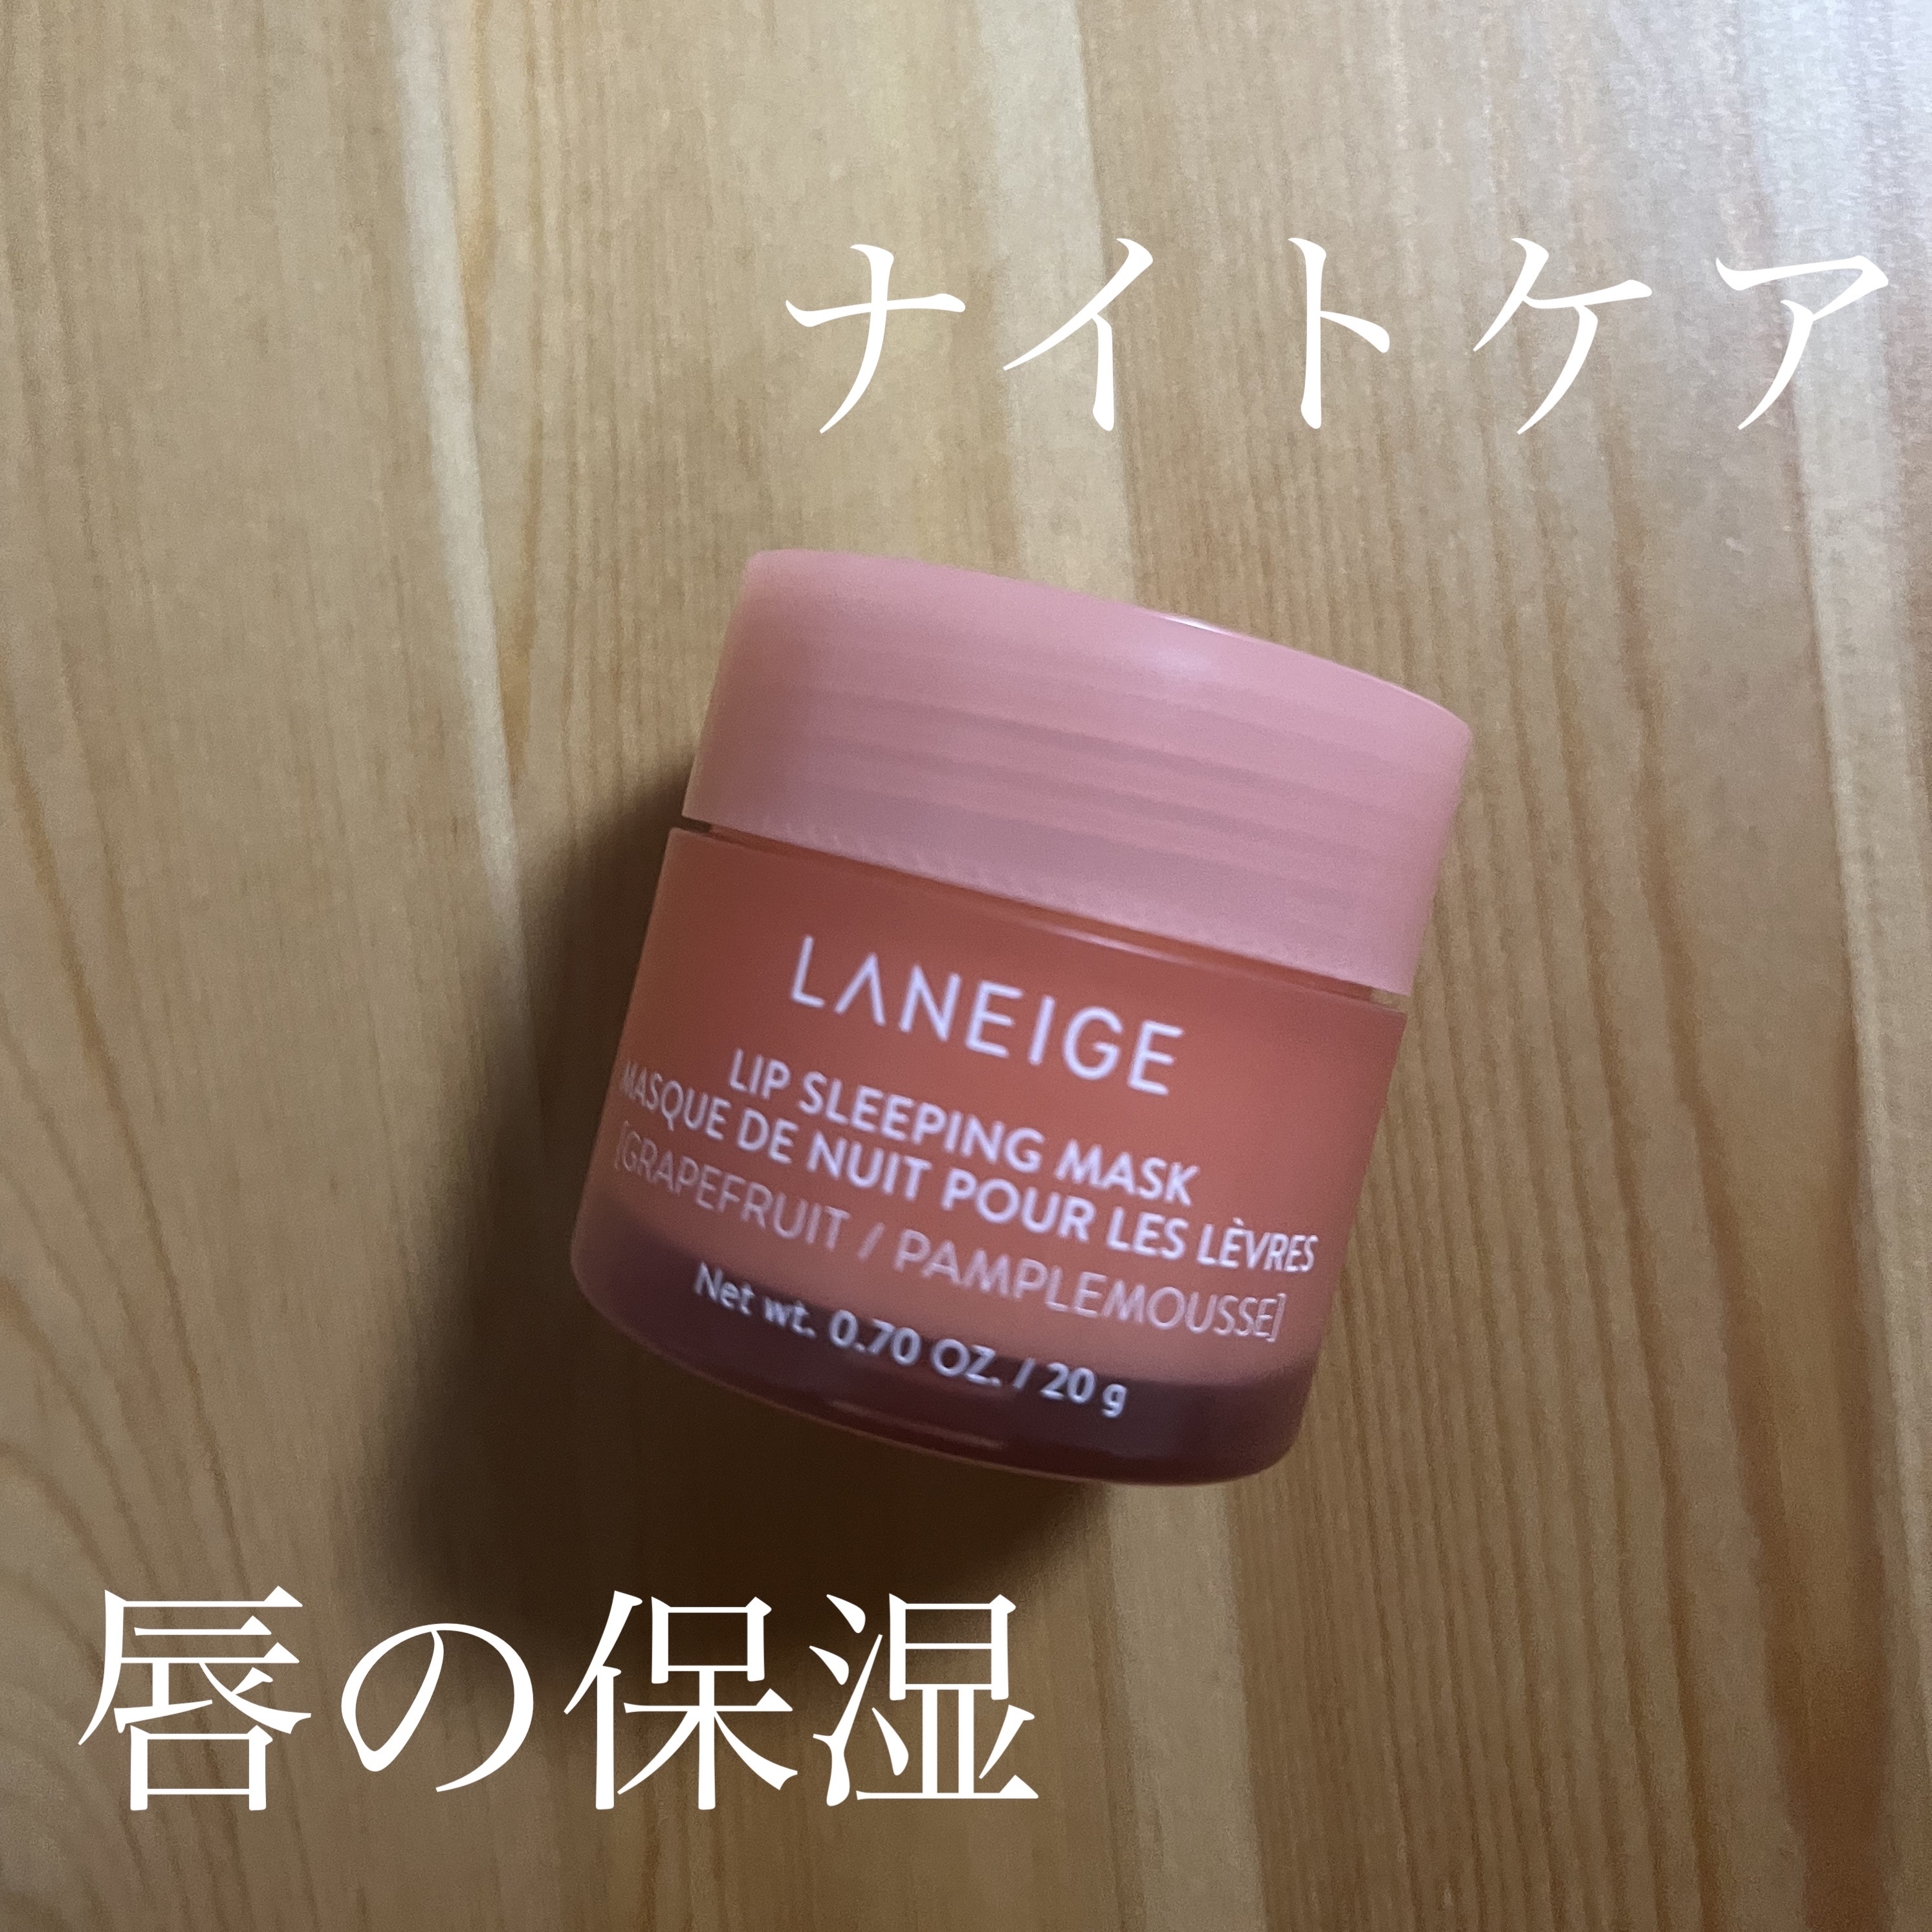 ナイトケア
LANEIGE
LIP SLEEPING MASK
MASQUE DE NUIT POUR LES LÈVRES
[GRAPEFRUIT / PAMPLEMOUSSE]
Net wt. 0.70 OZ. / 20 g
唇の保湿